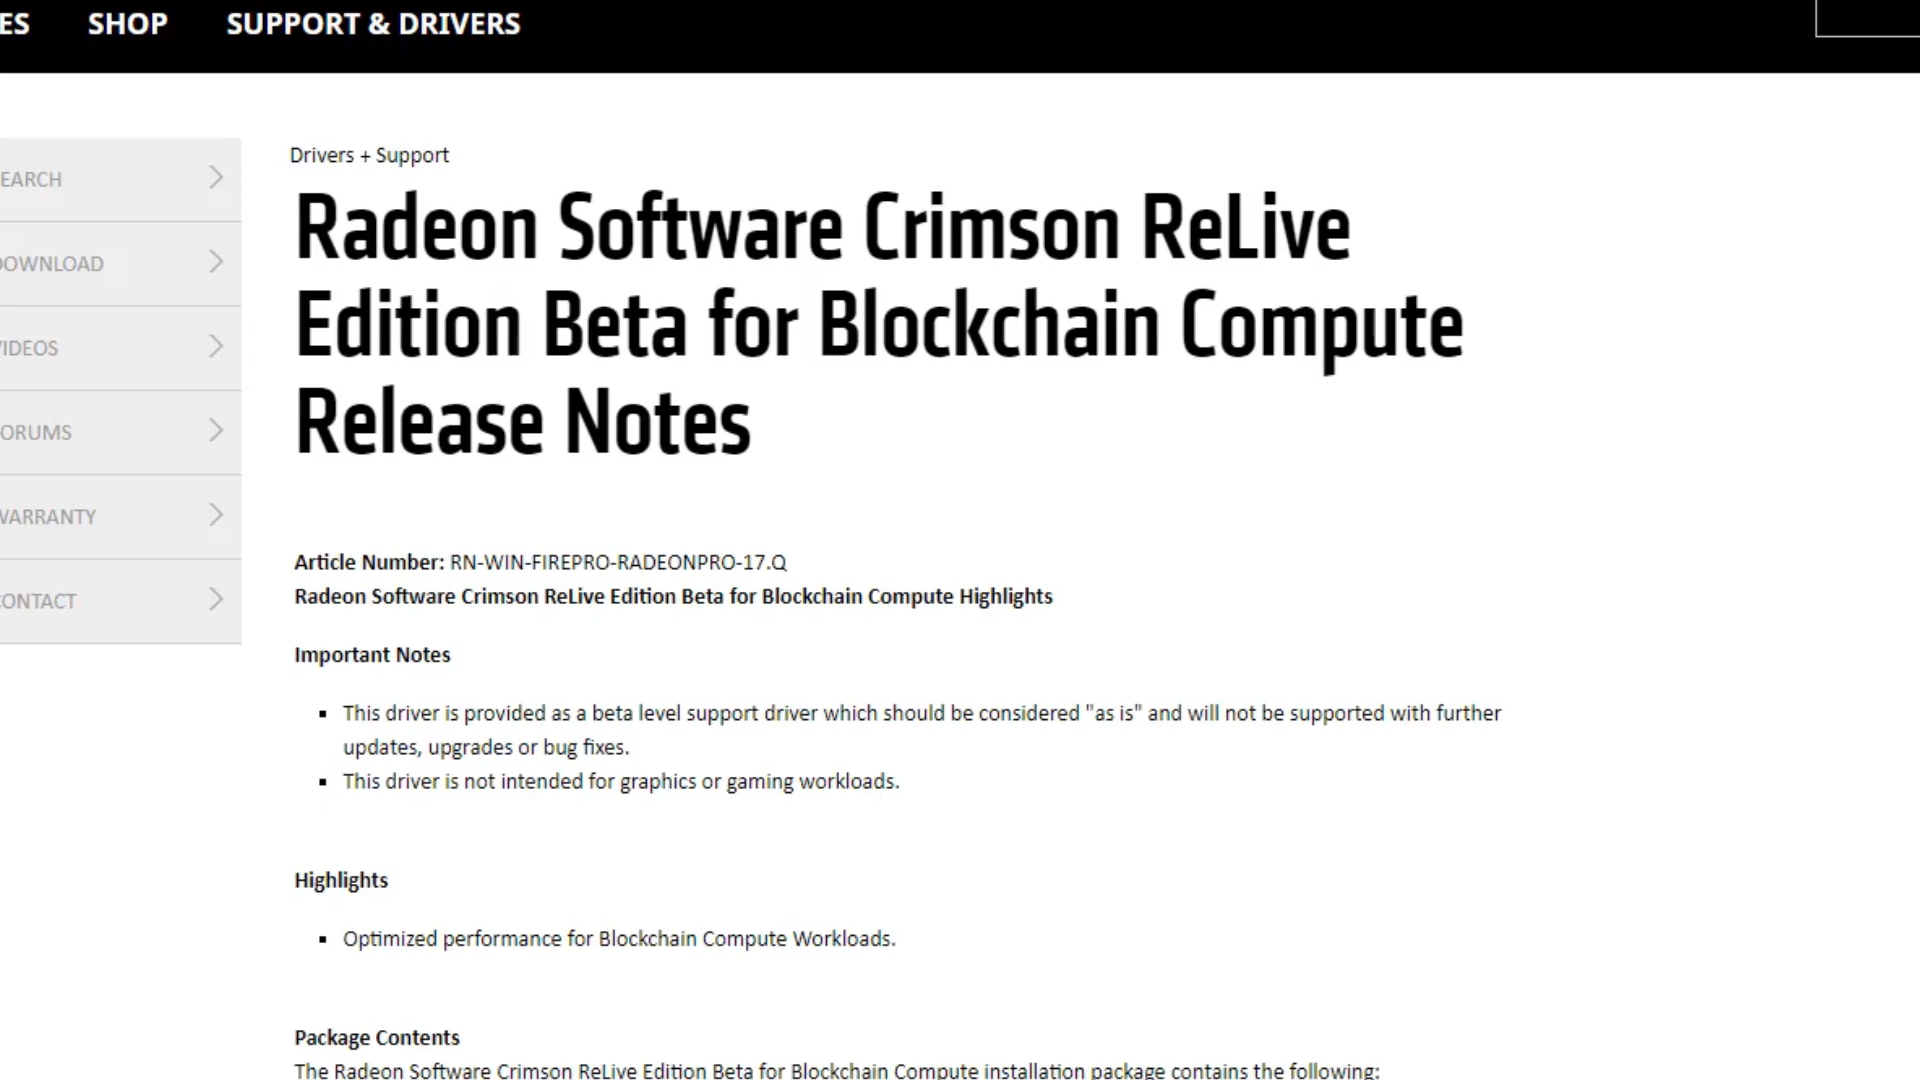 ES SHOP SUPPORT & DRIVERS
Drivers + Support
EARCH
Radeon Software Crimson ReLive
OWNLOAD
Edition Beta for Blockchain Compute
IDEOS
Release Notes
ORUMS
WARRANTY
Article Number: RN-WIN-FIREPRO-RADEONPRO-17.Q
Radeon Software Crimson ReLive Edition Beta for Blockchain Compute Highlights
ONTACT
Important Notes
▪ This driver is provided as a beta level support driver which should be considered "as is" and will not be supported with further
updates, upgrades or bug fixes.
▪ This driver is not intended for graphics or gaming workloads.
Highlights
▪ Optimized performance for Blockchain Compute Workloads.
Package Contents
The Radeon Software Crimson ReLive Edition Beta for Blockchain Compute installation package contains the following: